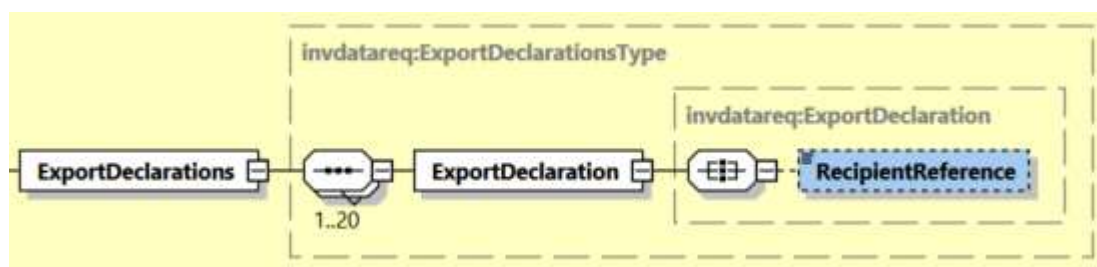 invdatareq:ExportDeclarationsType
invdatareq:ExportDeclaration
ExportDeclarations
ExportDeclaration
RecipientReference
1..20